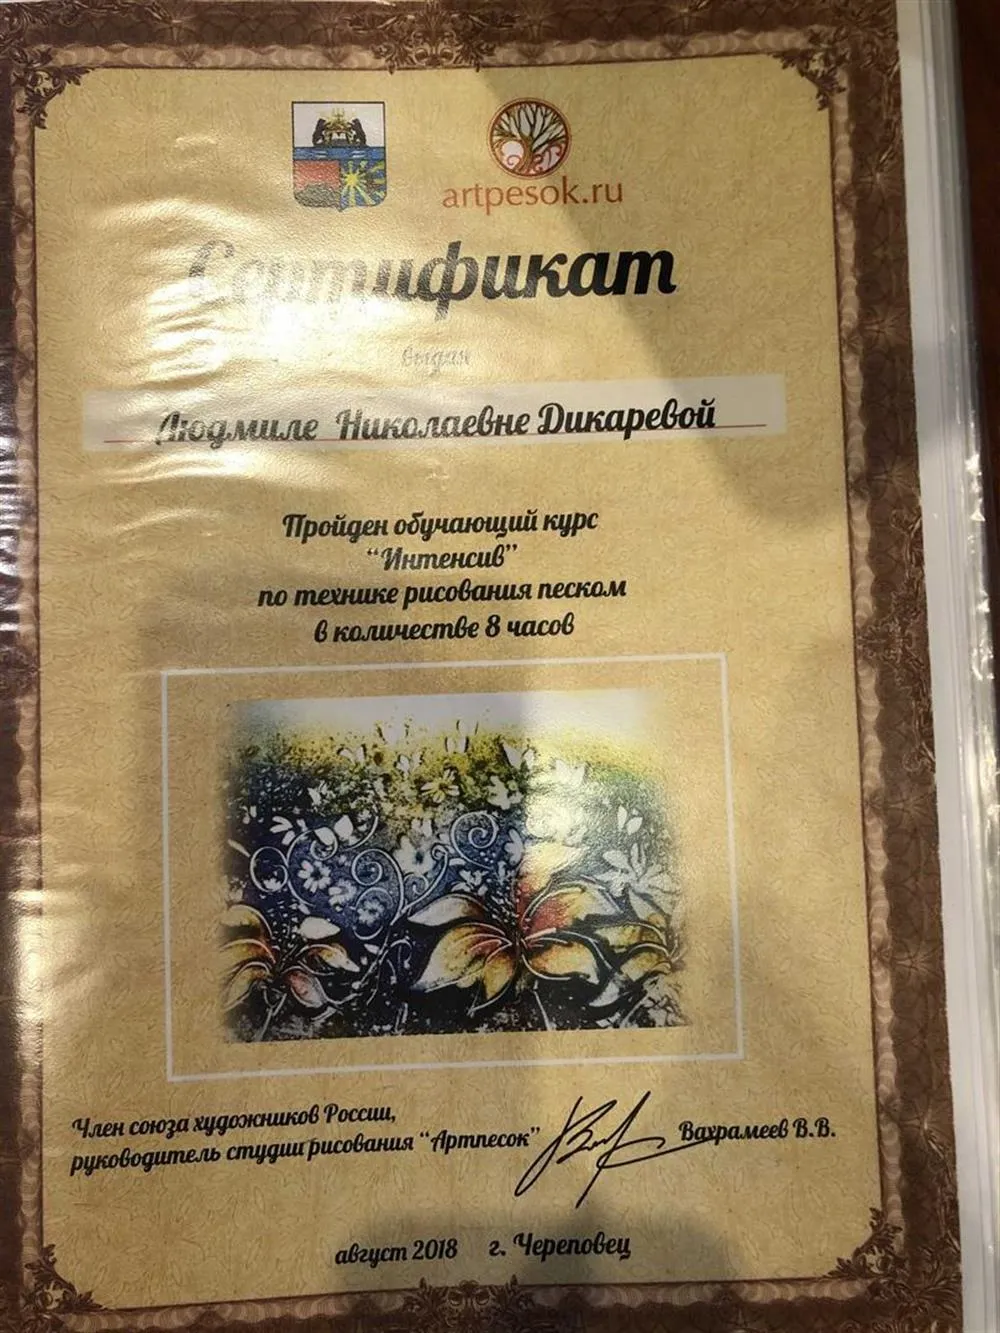 artpesok.ru
Сертификат
выдан
Людмиле Николаевне Дикаревой
Пройден обучающий курс
“Интенсив”
по технике рисования песком
в количестве 8 часов
Член союза художников России,
руководитель студии рисования “Артпесок”
Вахрамеев В.В.
август 2018 г. Череповец